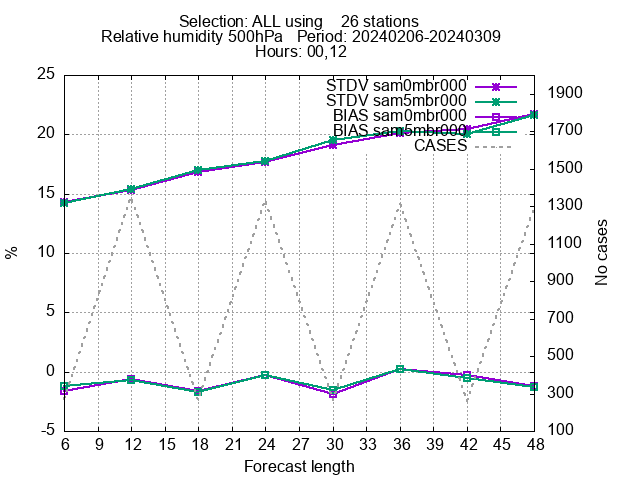 Selection: ALL using 26 stations
Relative humidity 500hPa Period: 20240206-20240309
Hours: 00,12
STDV sam0mbr000
STDV sam5mbr000
BIAS sam0mbr000
BIAS sam5mbr000
CASES
25
20
15
10
5
0
-5
%
1900
1700
1500
1300
1100
900
700
500
300
100
No cases
6 9 12 15 18 21 24 27 30 33 36 39 42 45 48
Forecast length